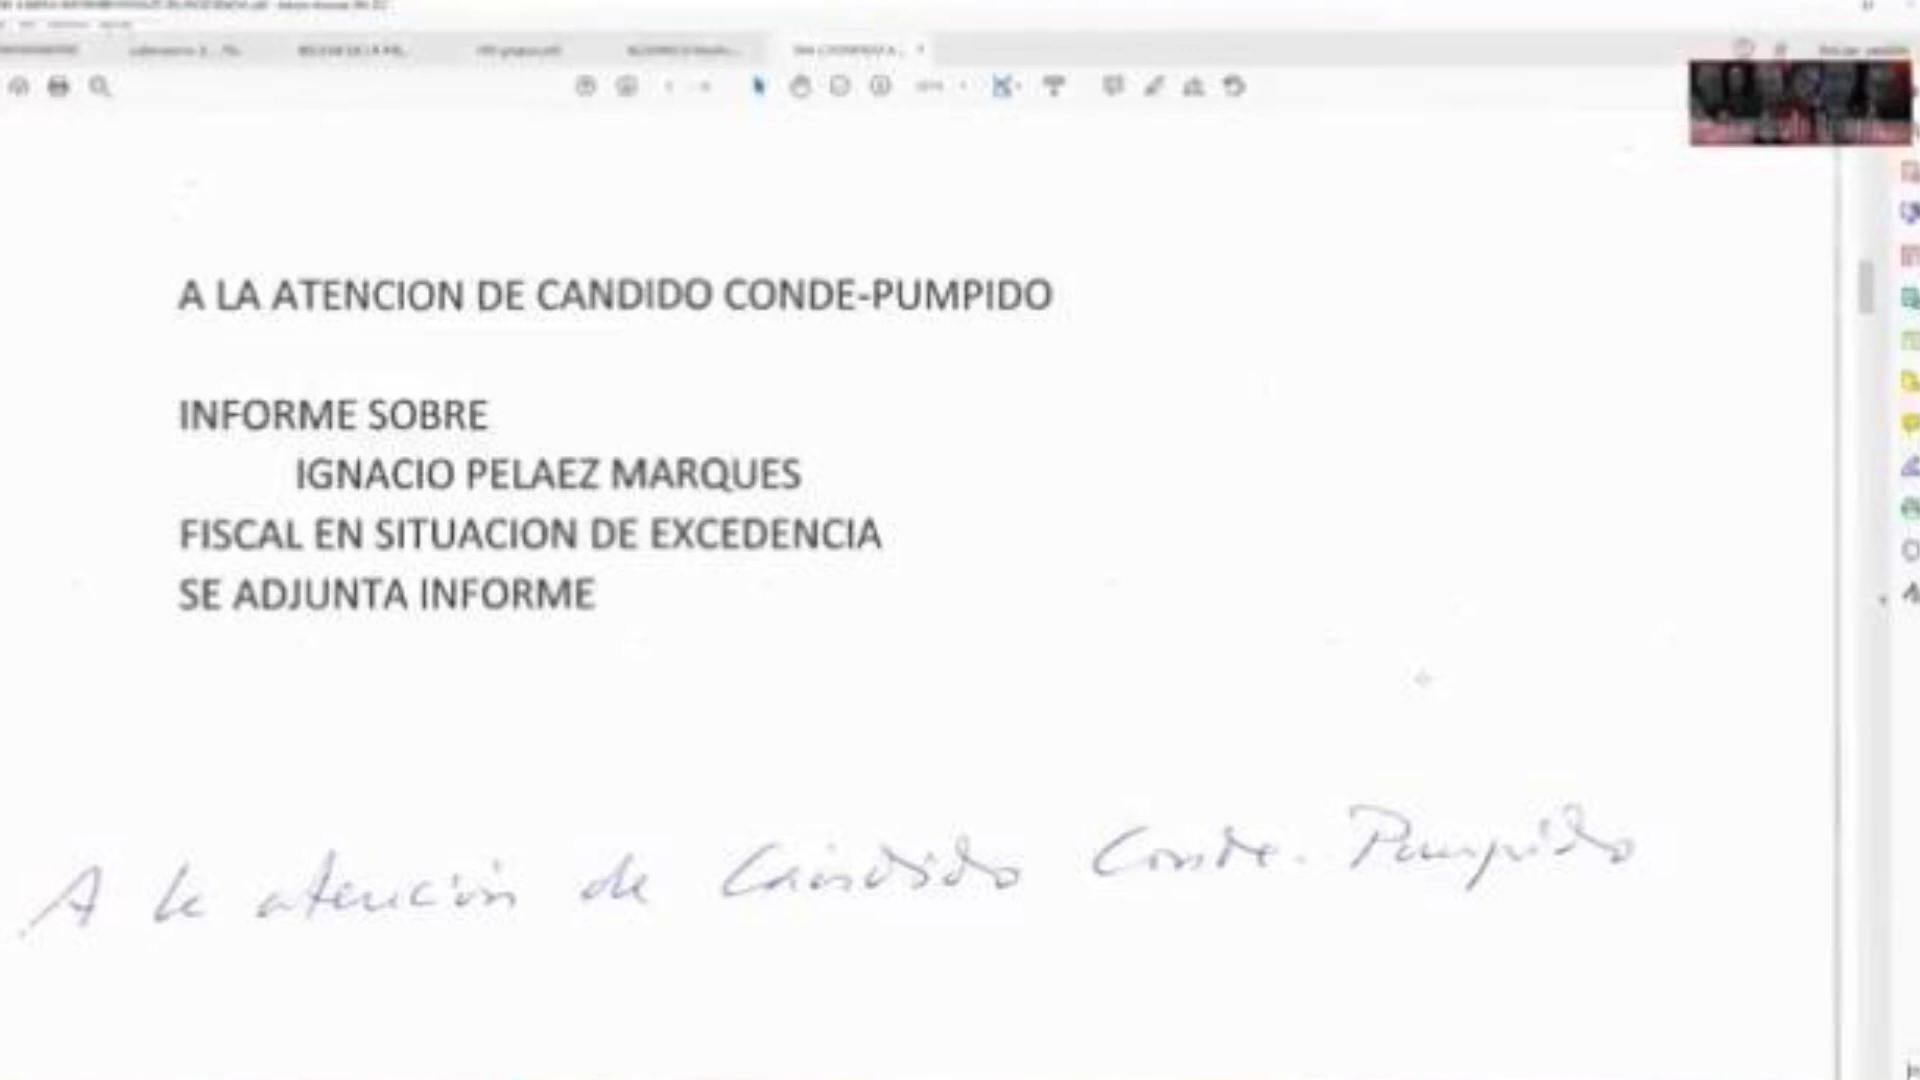 A LA ATENCION DE CANDIDO CONDE-PUMPIDO
INFORME SOBRE
IGNACIO PELAEZ MARQUES
FISCAL EN SITUACION DE EXCEDENCIA
SE ADJUNTA INFORME
A la atención de Cándido Conde-Pumpido